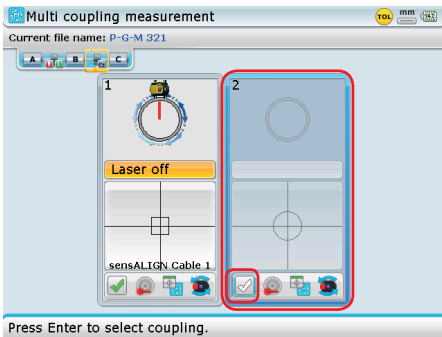 Multi coupling measurement
TOL mm
Current file name: P-G-M 321
A B C
1 2
Laser off
sensALIGN Cable 1
Press Enter to select coupling.